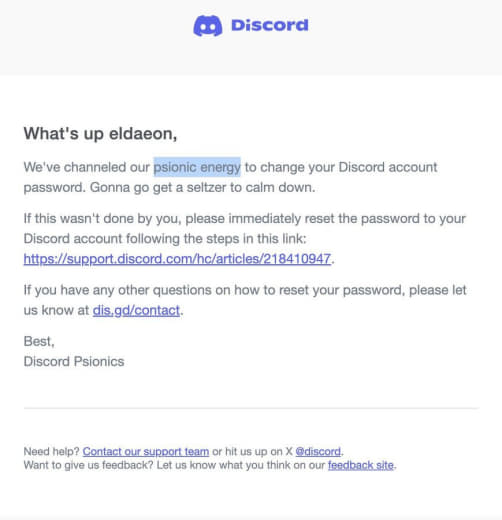 Discord
What's up eldaeon,
We've channeled our psionic energy to change your Discord account
password. Gonna go get a seltzer to calm down.
If this wasn't done by you, please immediately reset the password to your
Discord account following the steps in this link:
https://support.discord.com/hc/articles/218410947.
If you have any other questions on how to reset your password, please let
us know at dis.gd/contact.
Best,
Discord Psionics
Need help? Contact our support team or hit us up on X @discord.
Want to give us feedback? Let us know what you think on our feedback site.